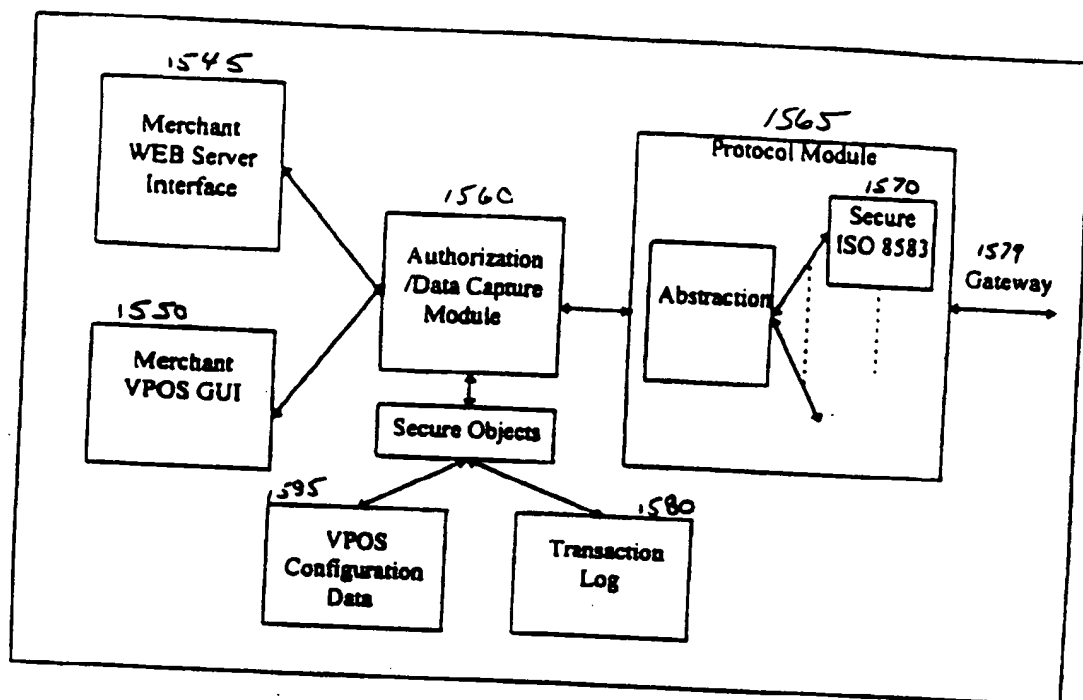 1545
Merchant
WEB Server
Interface
1550
Merchant
VPOS GUI
1560
Authorization
/Data Capture
Module
Secure Objects
1595
VPOS
Configuration
Data
1580
Transaction
Log
1565
Protocol Module
Abstraction
1570
Secure
ISO 8583
1579
Gateway